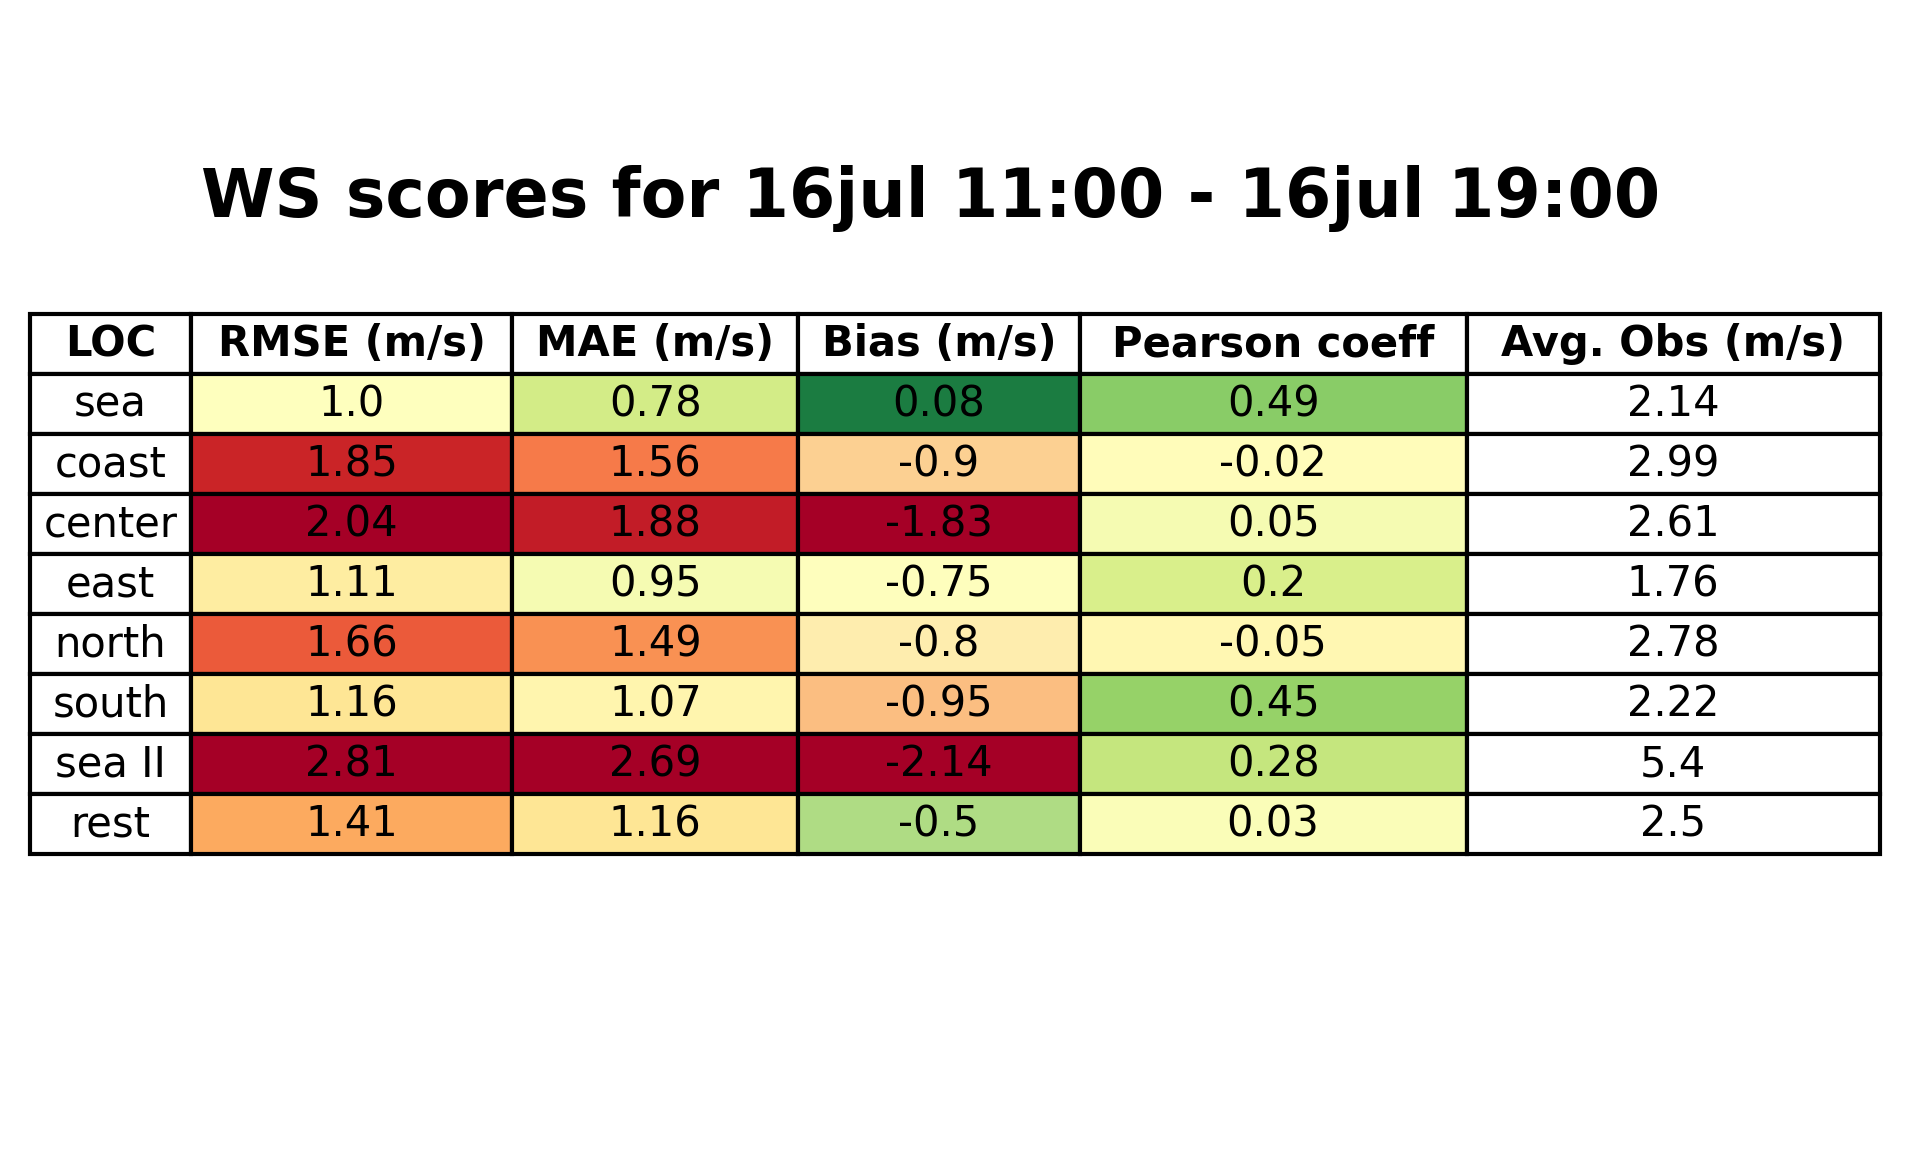 WS scores for 16jul 11:00 - 16jul 19:00
LOC RMSE (m/s) MAE (m/s) Bias (m/s) Pearson coeff Avg. Obs (m/s)
sea 1.0 0.78 0.08 0.49 2.14
coast 1.85 1.56 -0.9 -0.02 2.99
center 2.04 1.88 -1.83 0.05 2.61
east 1.11 0.95 -0.75 0.2 1.76
north 1.66 1.49 -0.8 -0.05 2.78
south 1.16 1.07 -0.95 0.45 2.22
sea II 2.81 2.69 -2.14 0.28 5.4
rest 1.41 1.16 -0.5 0.03 2.5